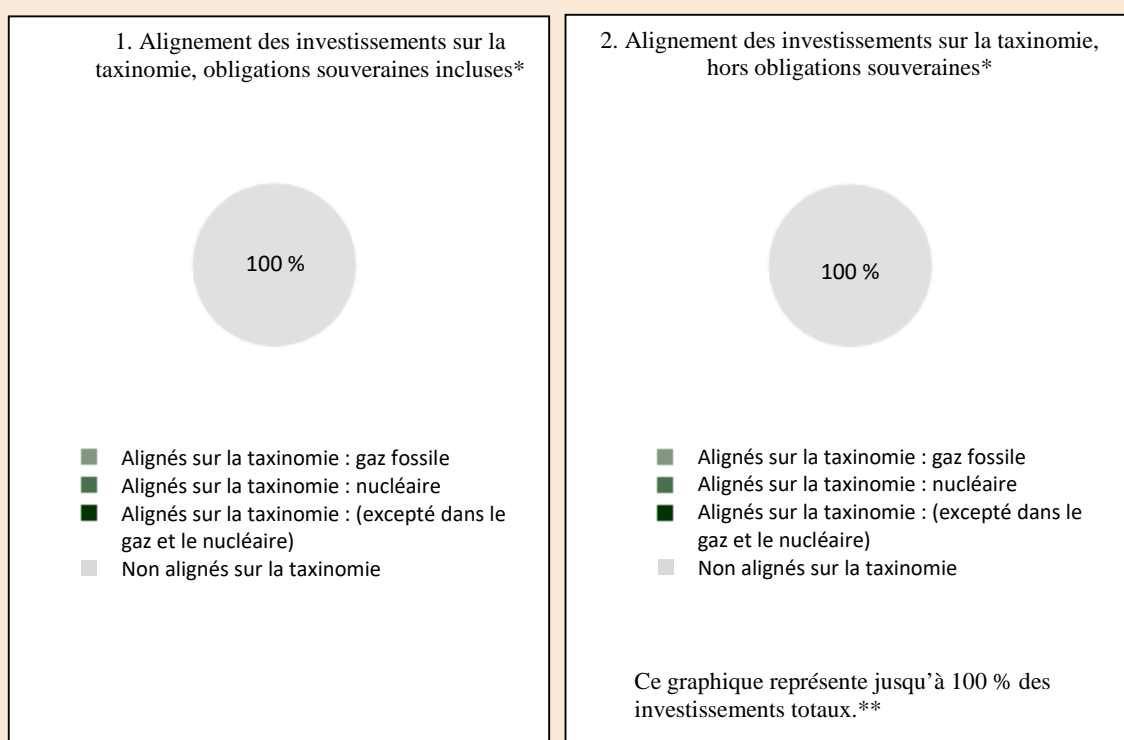 1. Alignement des investissements sur la
taxinomie, obligations souveraines incluses*
100 %
Alignés sur la taxinomie : gaz fossile
Alignés sur la taxinomie : nucléaire
Alignés sur la taxinomie : (excepté dans le
gaz et le nucléaire)
Non alignés sur la taxinomie
2. Alignement des investissements sur la taxinomie,
hors obligations souveraines*
100 %
Alignés sur la taxinomie : gaz fossile
Alignés sur la taxinomie : nucléaire
Alignés sur la taxinomie : (excepté dans le
gaz et le nucléaire)
Non alignés sur la taxinomie
Ce graphique représente jusqu’à 100 % des
investissements totaux.**